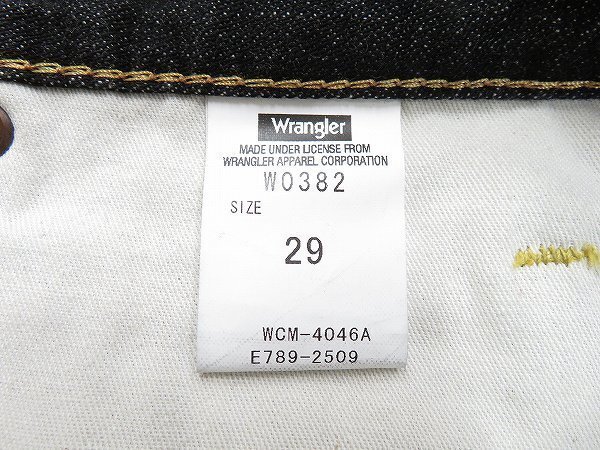 Wrangler
MADE UNDER LICENSE FROM
WRANGLER APPAREL CORPORATION
W0382
SIZE
29
WCM-4046A
E789-2509